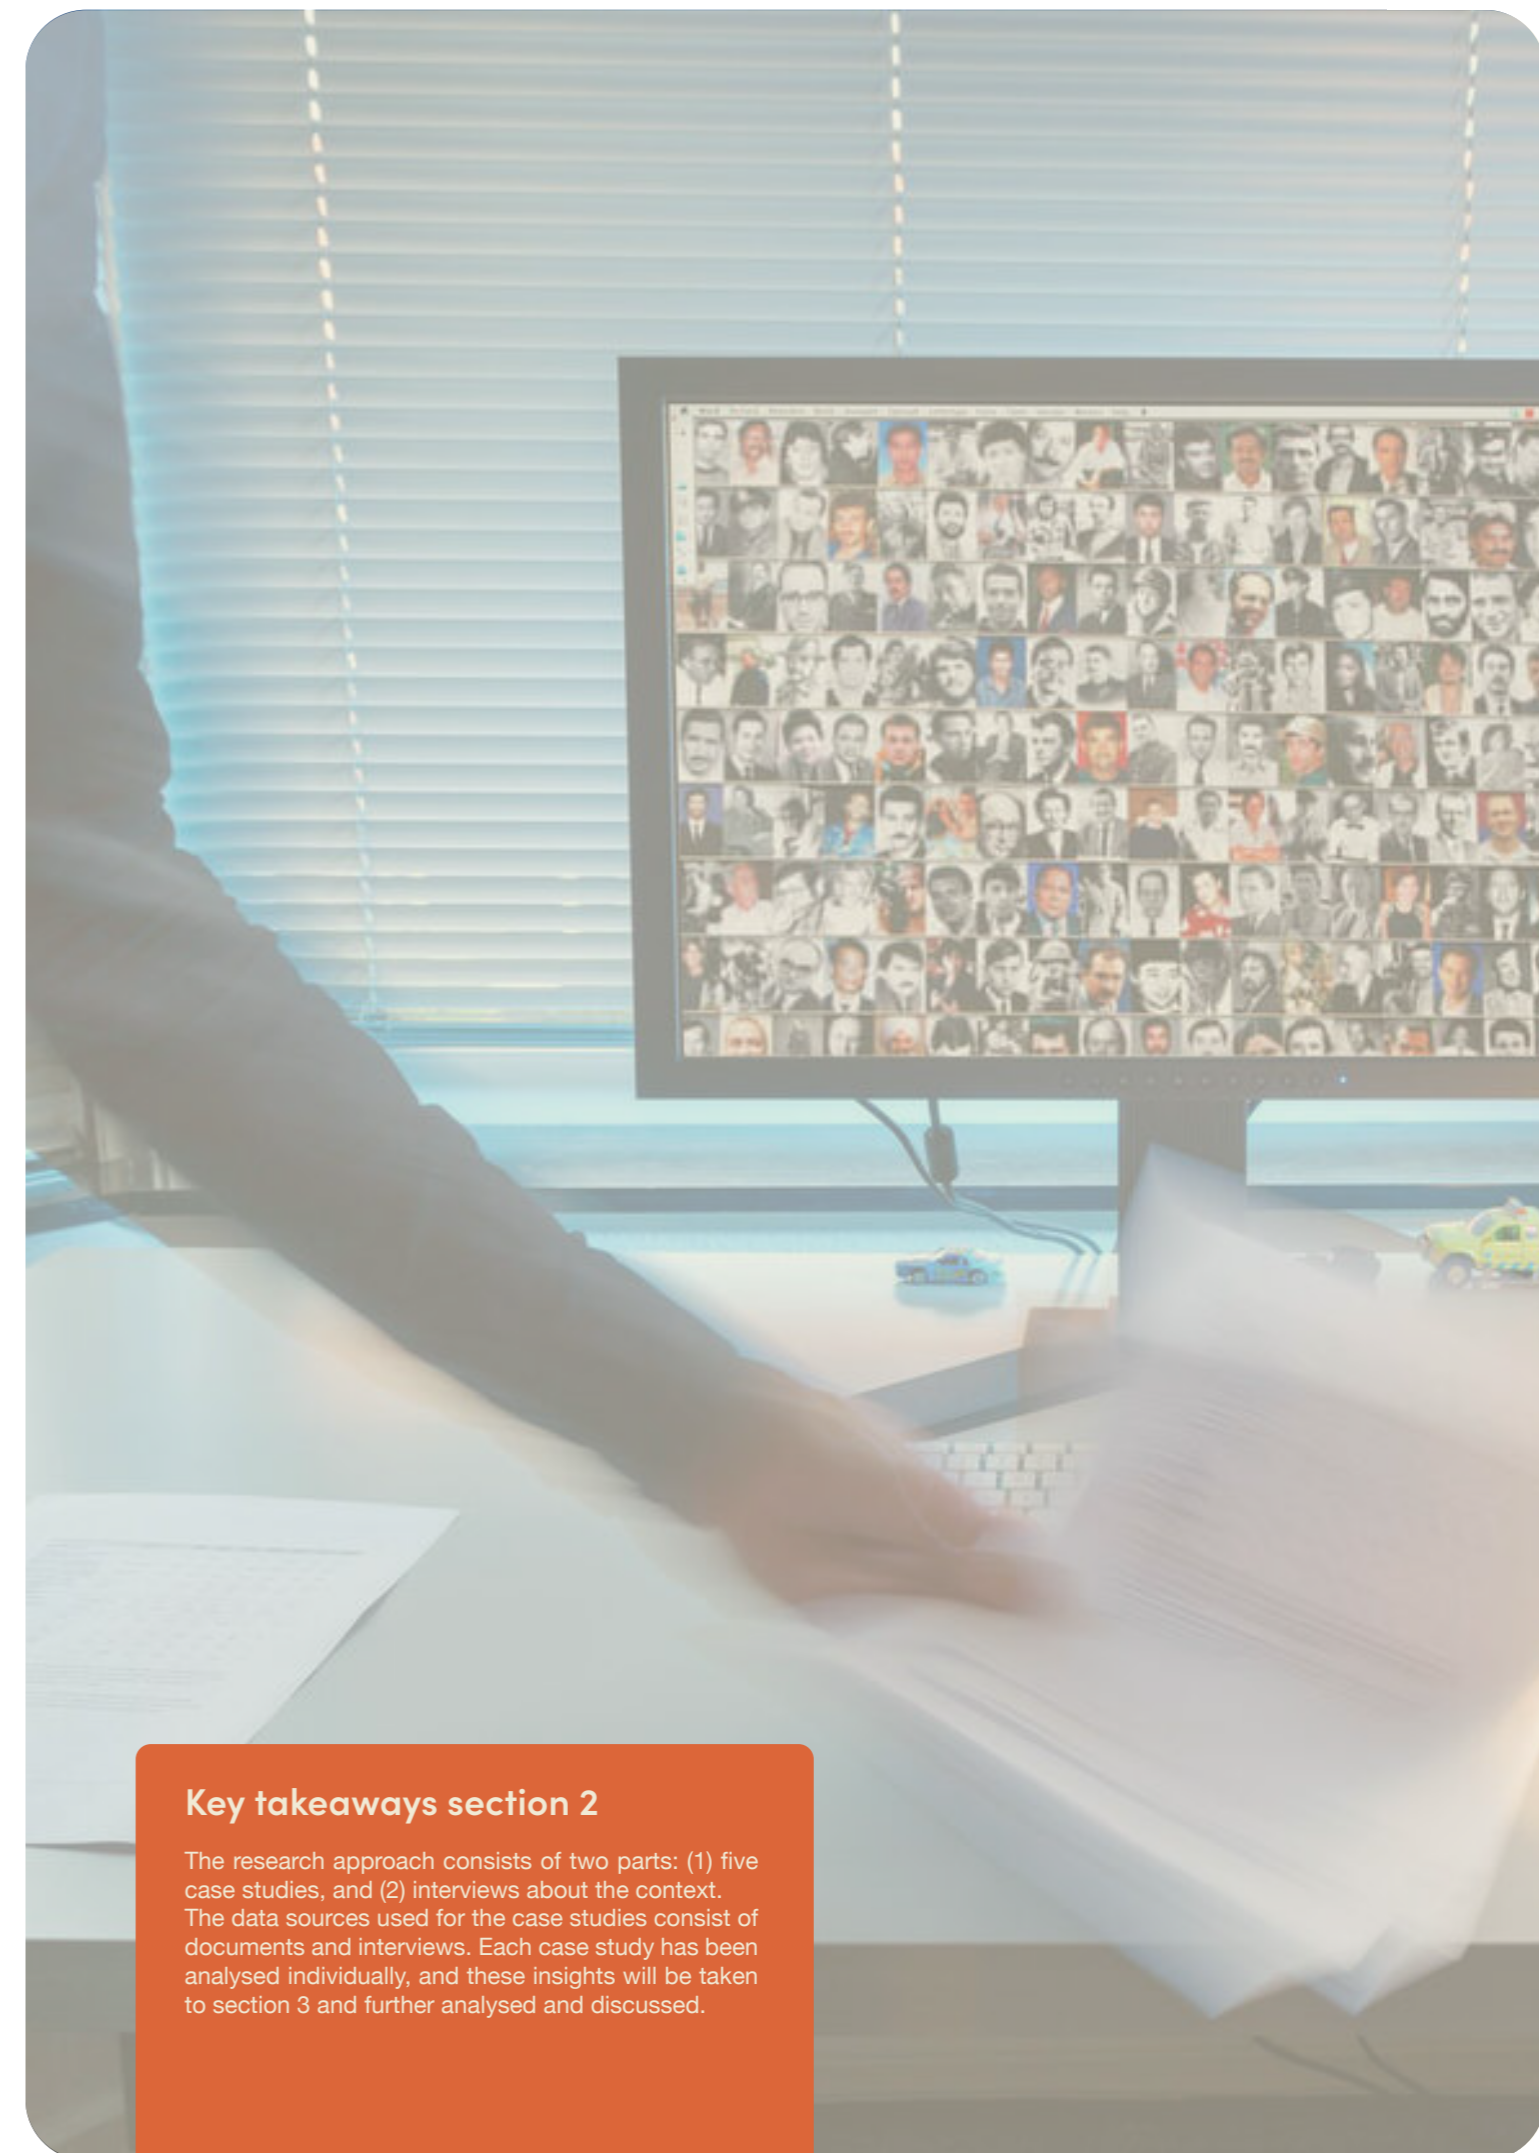 Key takeaways section 2
The research approach consists of two parts: (1) five
case studies, and (2) interviews about the context.
The data sources used for the case studies consist of
documents and interviews. Each case study has been
analysed individually, and these insights will be taken
to section 3 and further analysed and discussed.